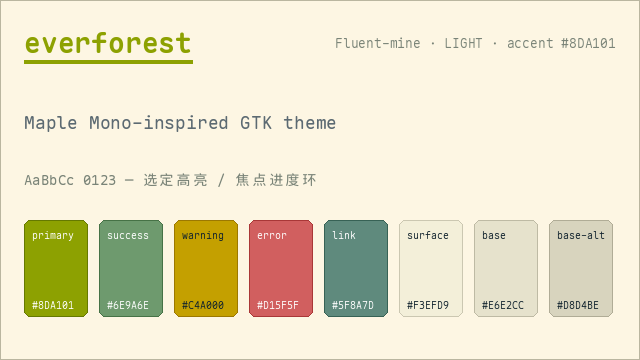 everforest
Fluent-mine · LIGHT · accent #8DA101
Maple Mono-inspired GTK theme
AaBbCc 0123 — 选定高亮 / 焦点进度环
primary success warning error link surface base base-alt
#8DA101 #6E9A6E #C4A000 #D15F5F #5F8A7D #F3EFD9 #E6E2CC #D8D4BE